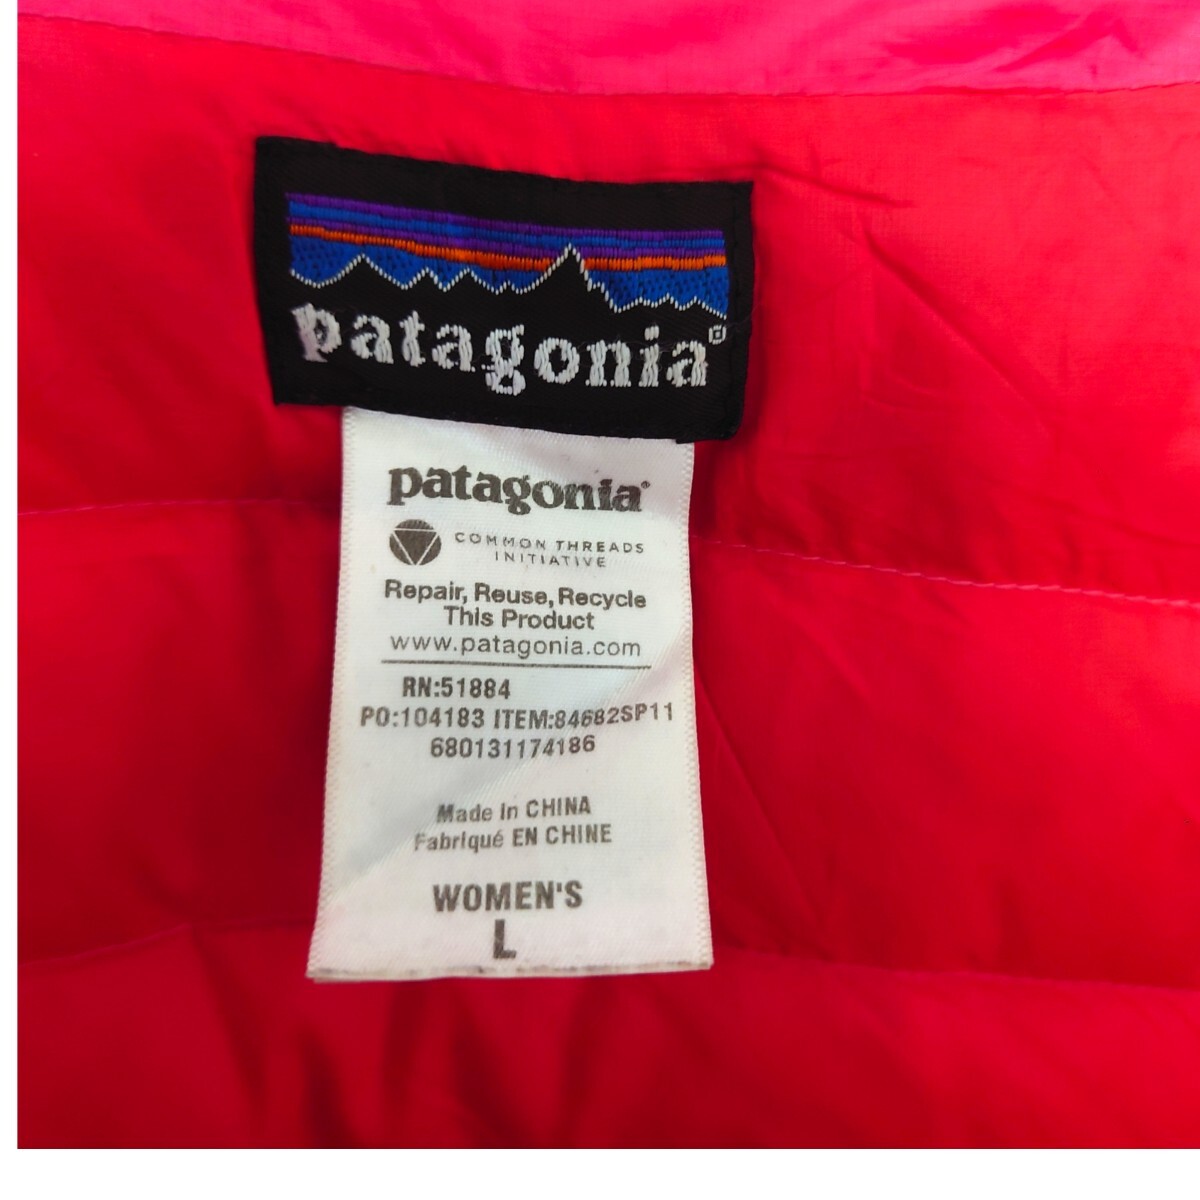 patagonia®
patagonia®
COMMON THREADS
INITIATIVE
Repair, Reuse, Recycle
This Product
www.patagonia.com
RN:51884
PO:104183 ITEM:84682SP11
680131174186
Made In CHINA
Fabriqué EN CHINE
WOMEN'S
L